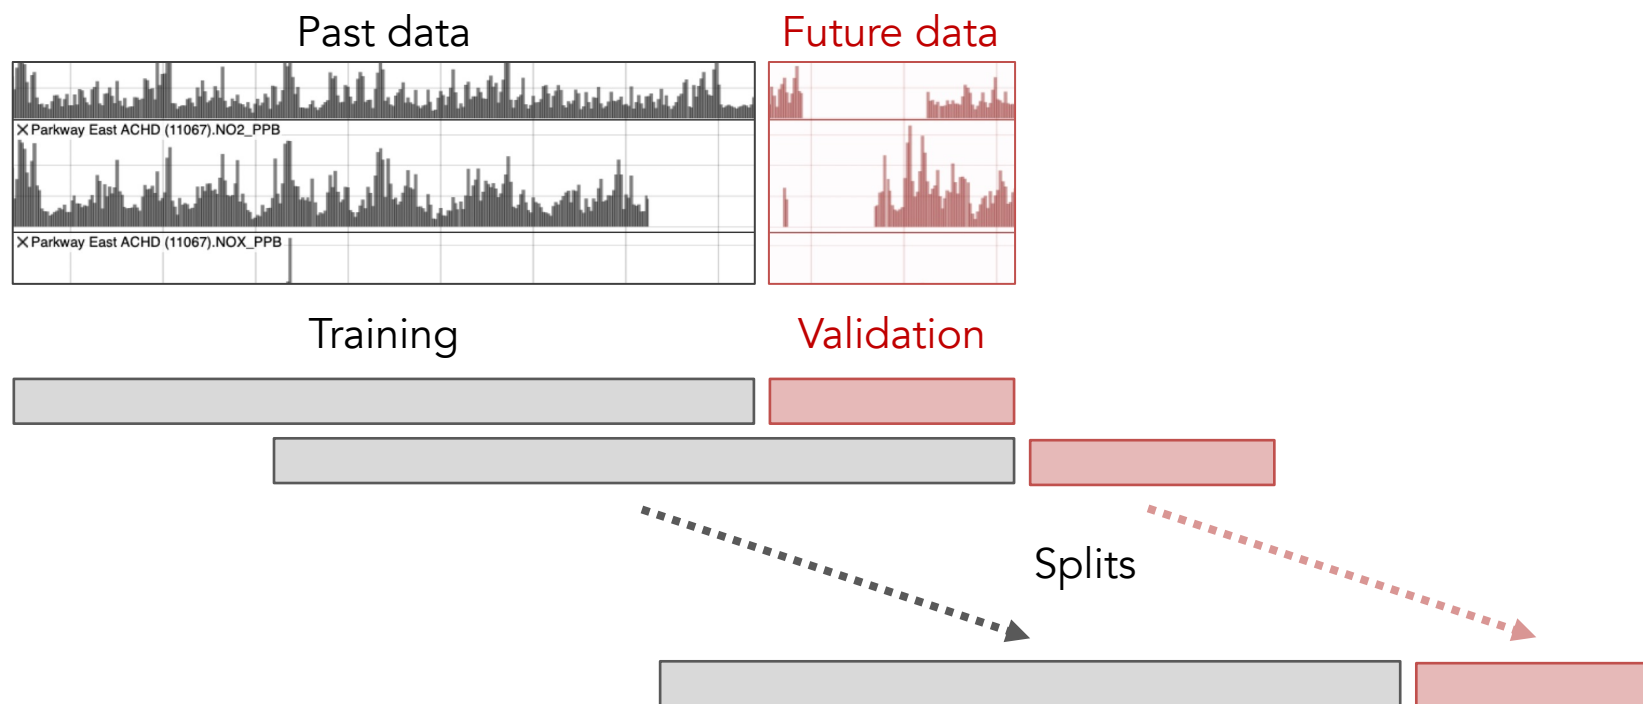 Past data
Future data
×Parkway East ACHD (11067).NO2_PPB
×Parkway East ACHD (11067).NOX_PPB
Training
Validation
Splits